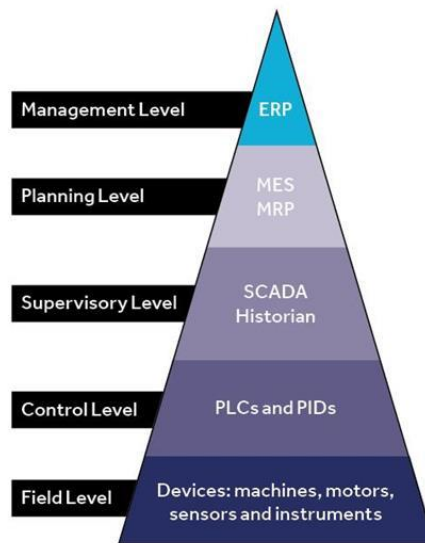 Management Level
ERP
Planning Level
MES
MRP
Supervisory Level
SCADA
Historian
Control Level
PLCs and PIDs
Field Level
Devices: machines, motors,
sensors and instruments